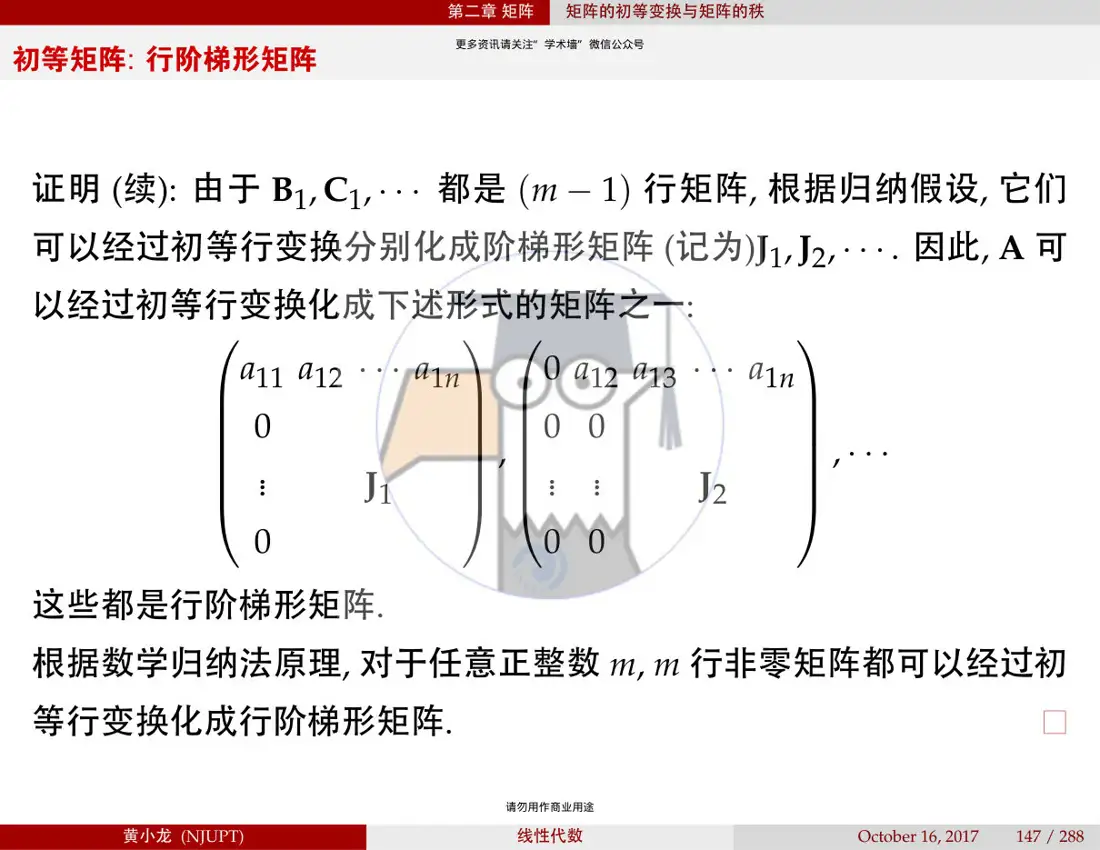 第二章 矩阵 矩阵的初等变换与矩阵的秩
初等矩阵: 行阶梯形矩阵
更多资讯请关注“学术墙”微信公众号
证明 (续): 由于 B₁, C₁, ⋯ 都是 (m − 1) 行矩阵, 根据归纳假设, 它们
可以经过初等行变换分别化成阶梯形矩阵 (记为)J₁, J₂, ⋯. 因此, A 可
以经过初等行变换化成下述形式的矩阵之一:
a₁₁ a₁₂ ⋯ a₁ₙ , 0 a₁₂ a₁₃ ⋯ a₁ₙ , ⋯
0 0 0
⋮ J₁ ⋮ ⋮ J₂
0 0 0
这些都是行阶梯形矩阵.
根据数学归纳法原理, 对于任意正整数 m, m 行非零矩阵都可以经过初
等行变换化成行阶梯形矩阵. □
请勿用作商业用途
黄小龙 (NJUPT) 线性代数 October 16, 2017 147 / 288